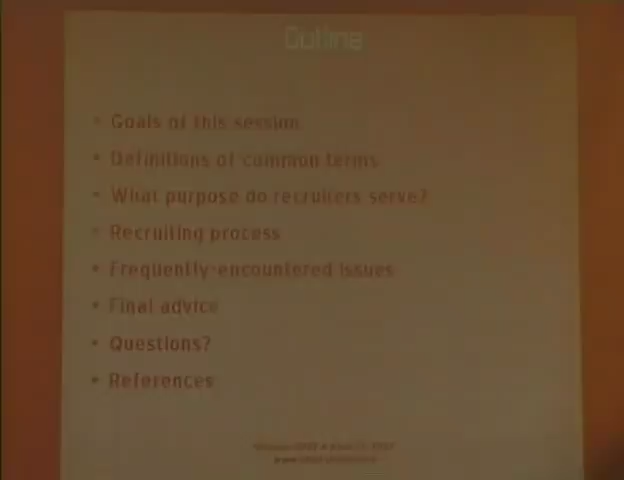 Outline
• Goals of this session
• Definitions of common terms
• What purpose do recruiters serve?
• Recruiting process
• Frequently-encountered issues
• Final advice
• Questions?
• References